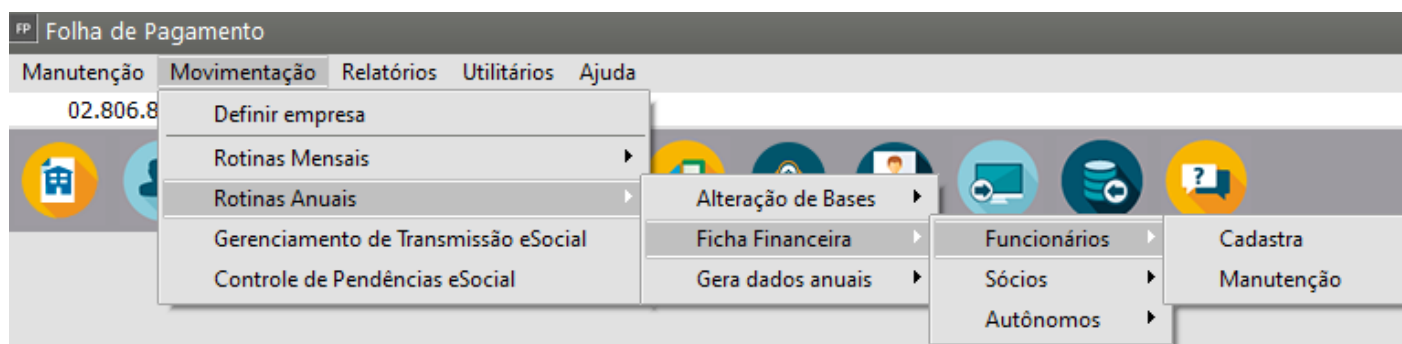 FP Folha de Pagamento
Manutenção Movimentação Relatórios Utilitários Ajuda
02.806.8
Definir empresa
Rotinas Mensais
Rotinas Anuais
Gerenciamento de Transmissão eSocial
Controle de Pendências eSocial
Alteração de Bases
Ficha Financeira
Gera dados anuais
Funcionários
Sócios
Autônomos
Cadastra
Manutenção
?